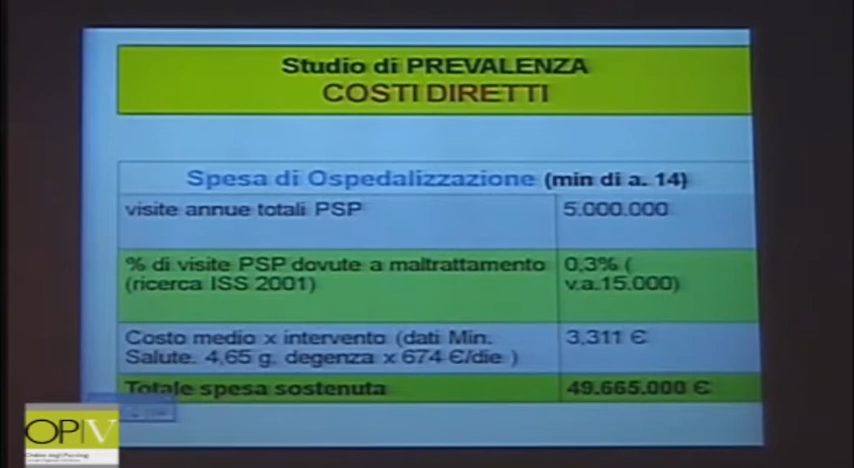 Studio di PREVALENZA
COSTI DIRETTI
Spesa di Ospedalizzazione (min di a. 14)
visite annue totali PSP
5.000.000
% di visite PSP dovute a maltrattamento
(ricerca ISS 2001)
0,3% (
v.a.15.000)
Costo medio x intervento (dati Min.
Salute: 4,65 g. degenza x 674 €/die )
3,311 €
Totale spesa sostenuta
49.665.000 €
OPV